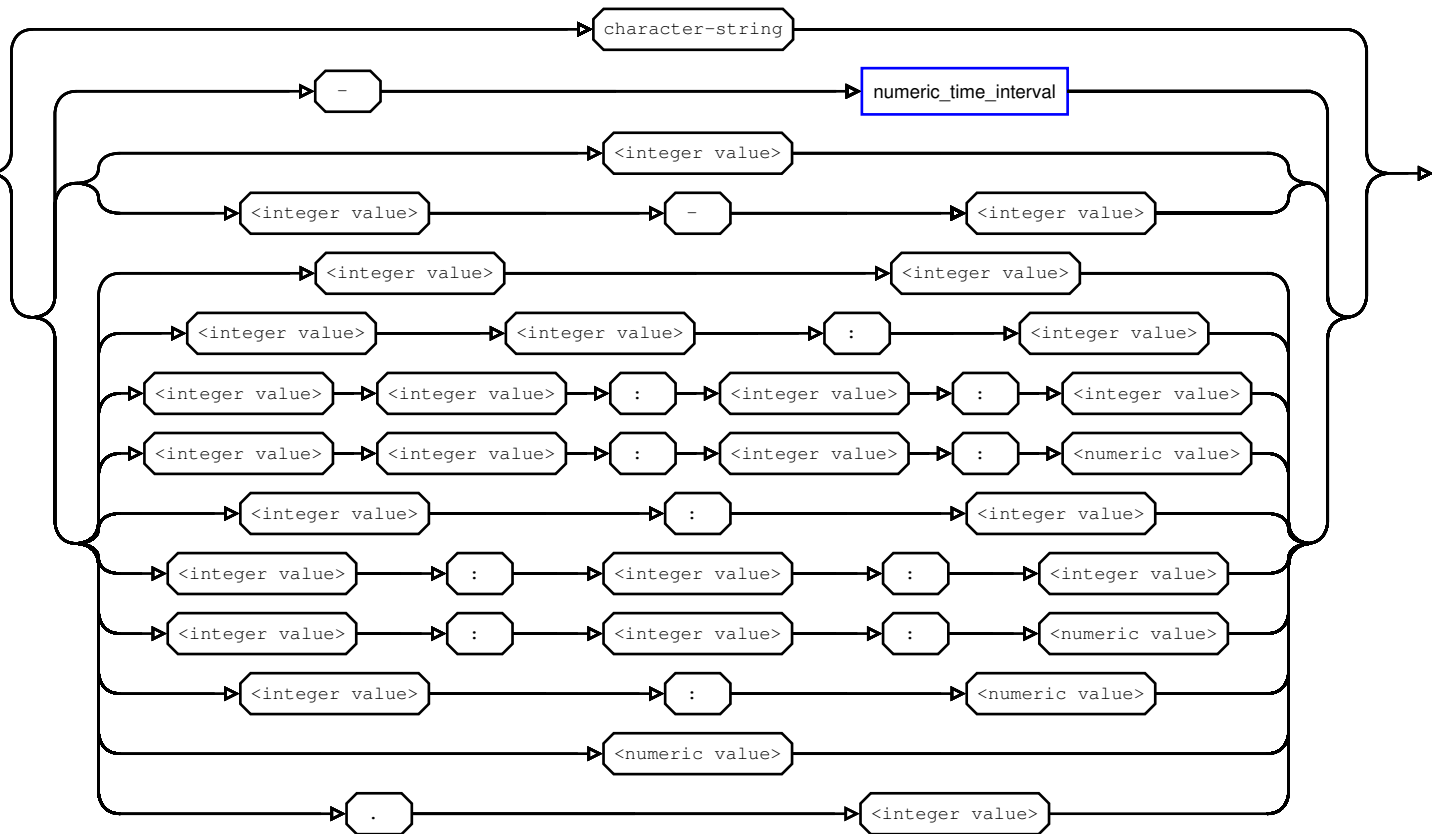 character-string
- numeric_time_interval
<integer value>
<integer value> - <integer value>
<integer value> <integer value>
<integer value> <integer value> : <integer value>
<integer value> <integer value> : <integer value> : <integer value>
<integer value> <integer value> : <integer value> : <numeric value>
<integer value> : <integer value>
<integer value> : <integer value> : <integer value>
<integer value> : <integer value> : <numeric value>
<integer value> : <numeric value>
<numeric value>
. <integer value>